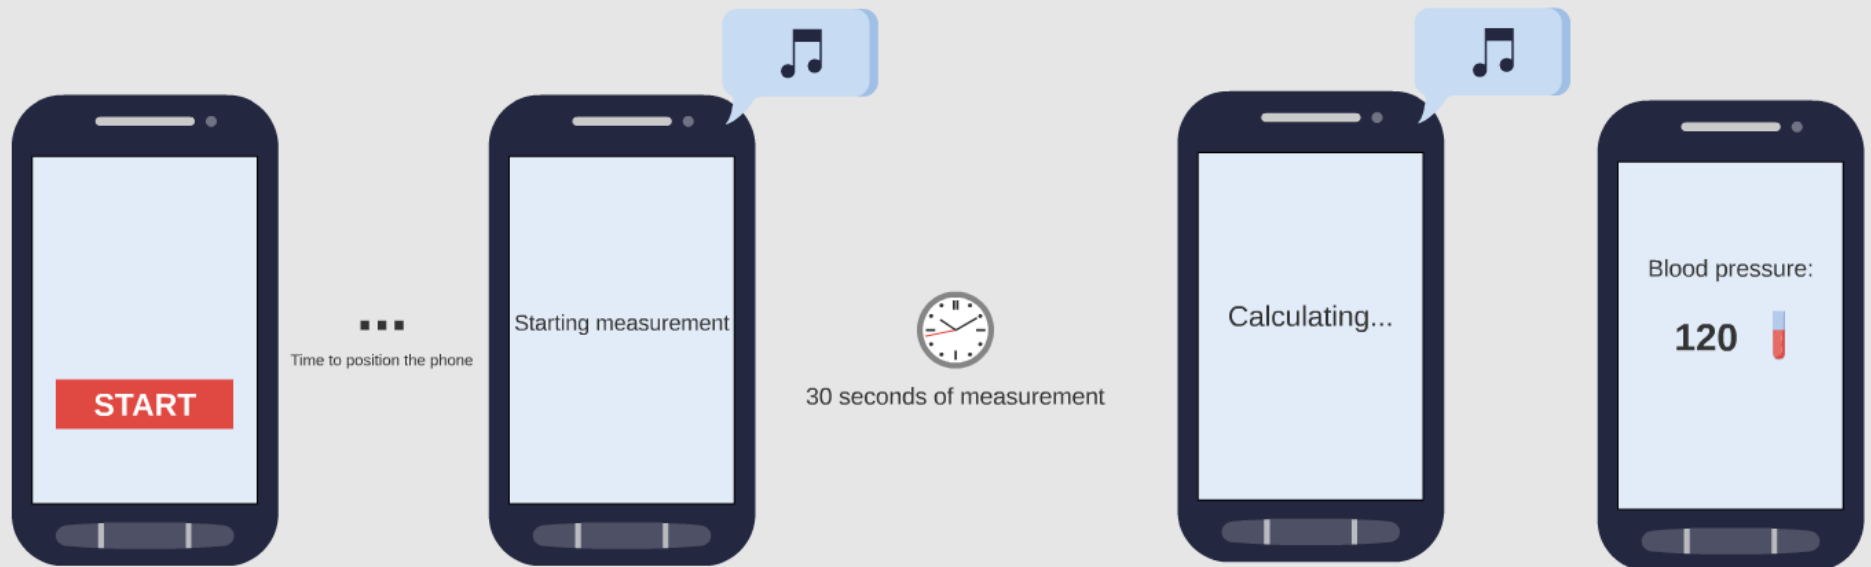 START
...
Time to position the phone
Starting measurement
30 seconds of measurement
Calculating...
Blood pressure:
120